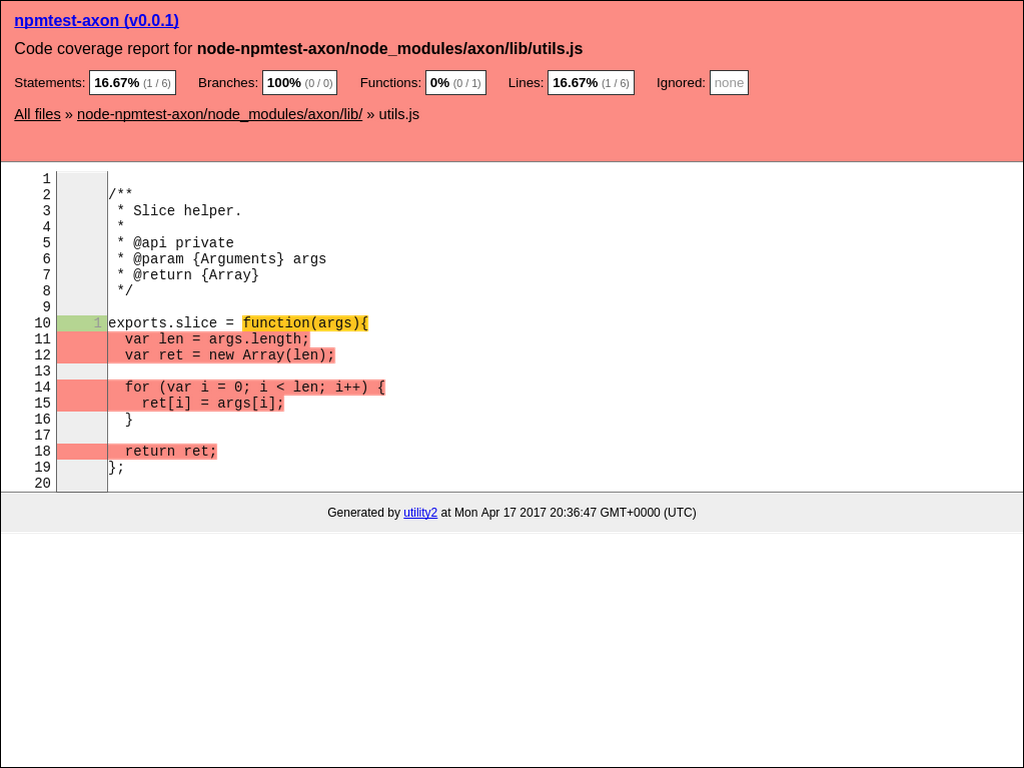 npmtest-axon (v0.0.1)
Code coverage report for node-npmtest-axon/node_modules/axon/lib/utils.js
Statements: 16.67% (1 / 6) Branches: 100% (0 / 0) Functions: 0% (0 / 1) Lines: 16.67% (1 / 6) Ignored: none
All files » node-npmtest-axon/node_modules/axon/lib/ » utils.js
1
2 /**
3  * Slice helper.
4  *
5  * @api private
6  * @param {Arguments} args
7  * @return {Array}
8  */
9
10 1 exports.slice = function(args){
11   var len = args.length;
12   var ret = new Array(len);
13
14   for (var i = 0; i < len; i++) {
15     ret[i] = args[i];
16   }
17
18   return ret;
19 };
20
Generated by utility2 at Mon Apr 17 2017 20:36:47 GMT+0000 (UTC)